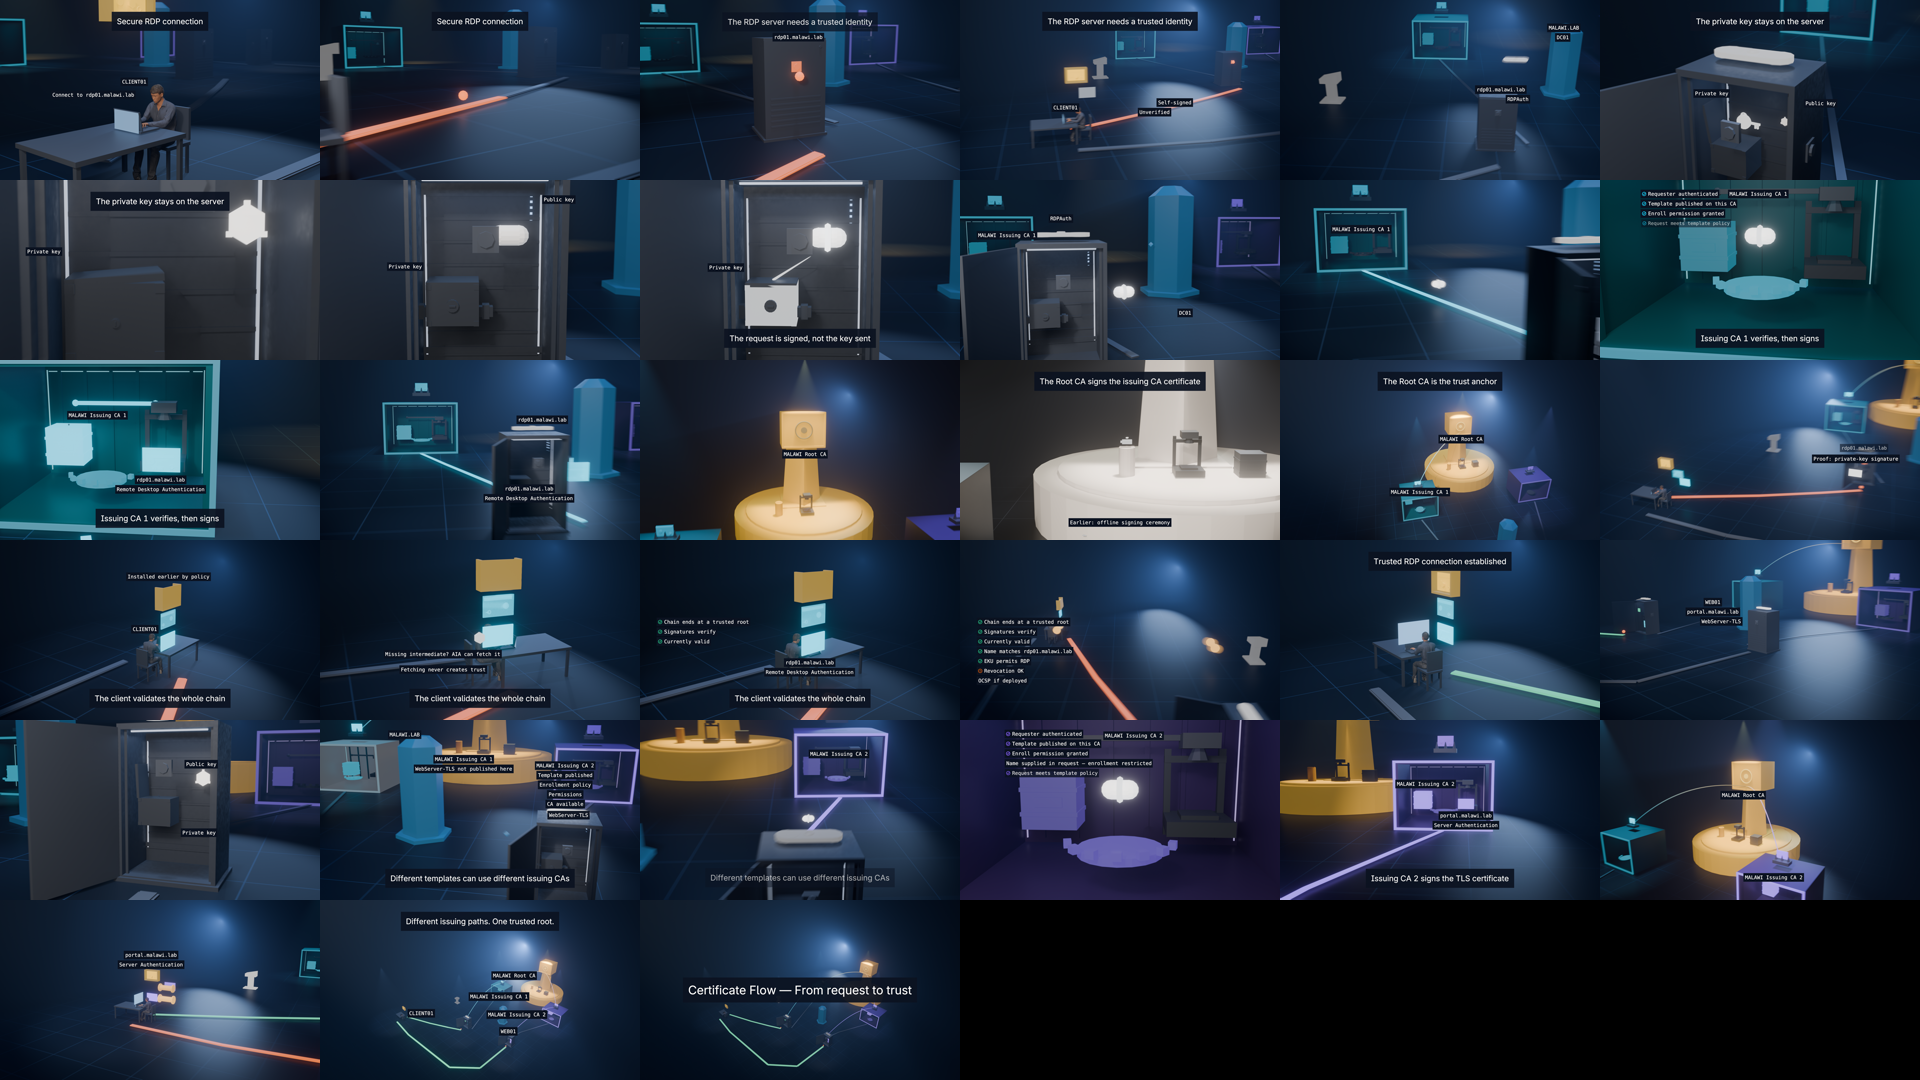 Secure RDP connection
CLIENT01
Connect to rdp01.malawi.lab
Secure RDP connection
The RDP server needs a trusted identity
rdp01.malawi.lab
The RDP server needs a trusted identity
CLIENT01
Self-signed
Unverified
MALAWI.LAB
DC01
rdp01.malawi.lab
RDPAuth
The private key stays on the server
Private key
Public key
The private key stays on the server
Private key
Public key
Private key
Private key
The request is signed, not the key sent
RDPAuth
MALAWI Issuing CA 1
DC01
MALAWI Issuing CA 1
Requester authenticated
MALAWI Issuing CA 1
Template published on this CA
Enroll permission granted
Request meets template policy
Issuing CA 1 verifies, then signs
MALAWI Issuing CA 1
rdp01.malawi.lab
Remote Desktop Authentication
Issuing CA 1 verifies, then signs
rdp01.malawi.lab
rdp01.malawi.lab
Remote Desktop Authentication
MALAWI Root CA
The Root CA signs the issuing CA certificate
Earlier: offline signing ceremony
The Root CA is the trust anchor
MALAWI Root CA
MALAWI Issuing CA 1
rdp01.malawi.lab
Proof: private-key signature
Installed earlier by policy
CLIENT01
The client validates the whole chain
Missing intermediate? AIA can fetch it
Fetching never creates trust
The client validates the whole chain
Chain ends at a trusted root
Signatures verify
Currently valid
rdp01.malawi.lab
Remote Desktop Authentication
The client validates the whole chain
Chain ends at a trusted root
Signatures verify
Currently valid
Name matches rdp01.malawi.lab
EKU permits RDP
Revocation OK
OCSP if deployed
Trusted RDP connection established
WEB01
portal.malawi.lab
WebServer-TLS
Public key
Private key
MALAWI.LAB
MALAWI Issuing CA 1
WebServer-TLS not published here
MALAWI Issuing CA 2
Template published
Enrollment policy
Permissions
CA available
WebServer-TLS
Different templates can use different issuing CAs
MALAWI Issuing CA 2
Different templates can use different issuing CAs
Requester authenticated
MALAWI Issuing CA 2
Template published on this CA
Enroll permission granted
Name supplied in request — enrollment restricted
Request meets template policy
MALAWI Issuing CA 2
portal.malawi.lab
Server Authentication
Issuing CA 2 signs the TLS certificate
MALAWI Root CA
MALAWI Issuing CA 2
portal.malawi.lab
Server Authentication
Different issuing paths. One trusted root.
MALAWI Root CA
MALAWI Issuing CA 1
CLIENT01
MALAWI Issuing CA 2
WEB01
Certificate Flow — From request to trust